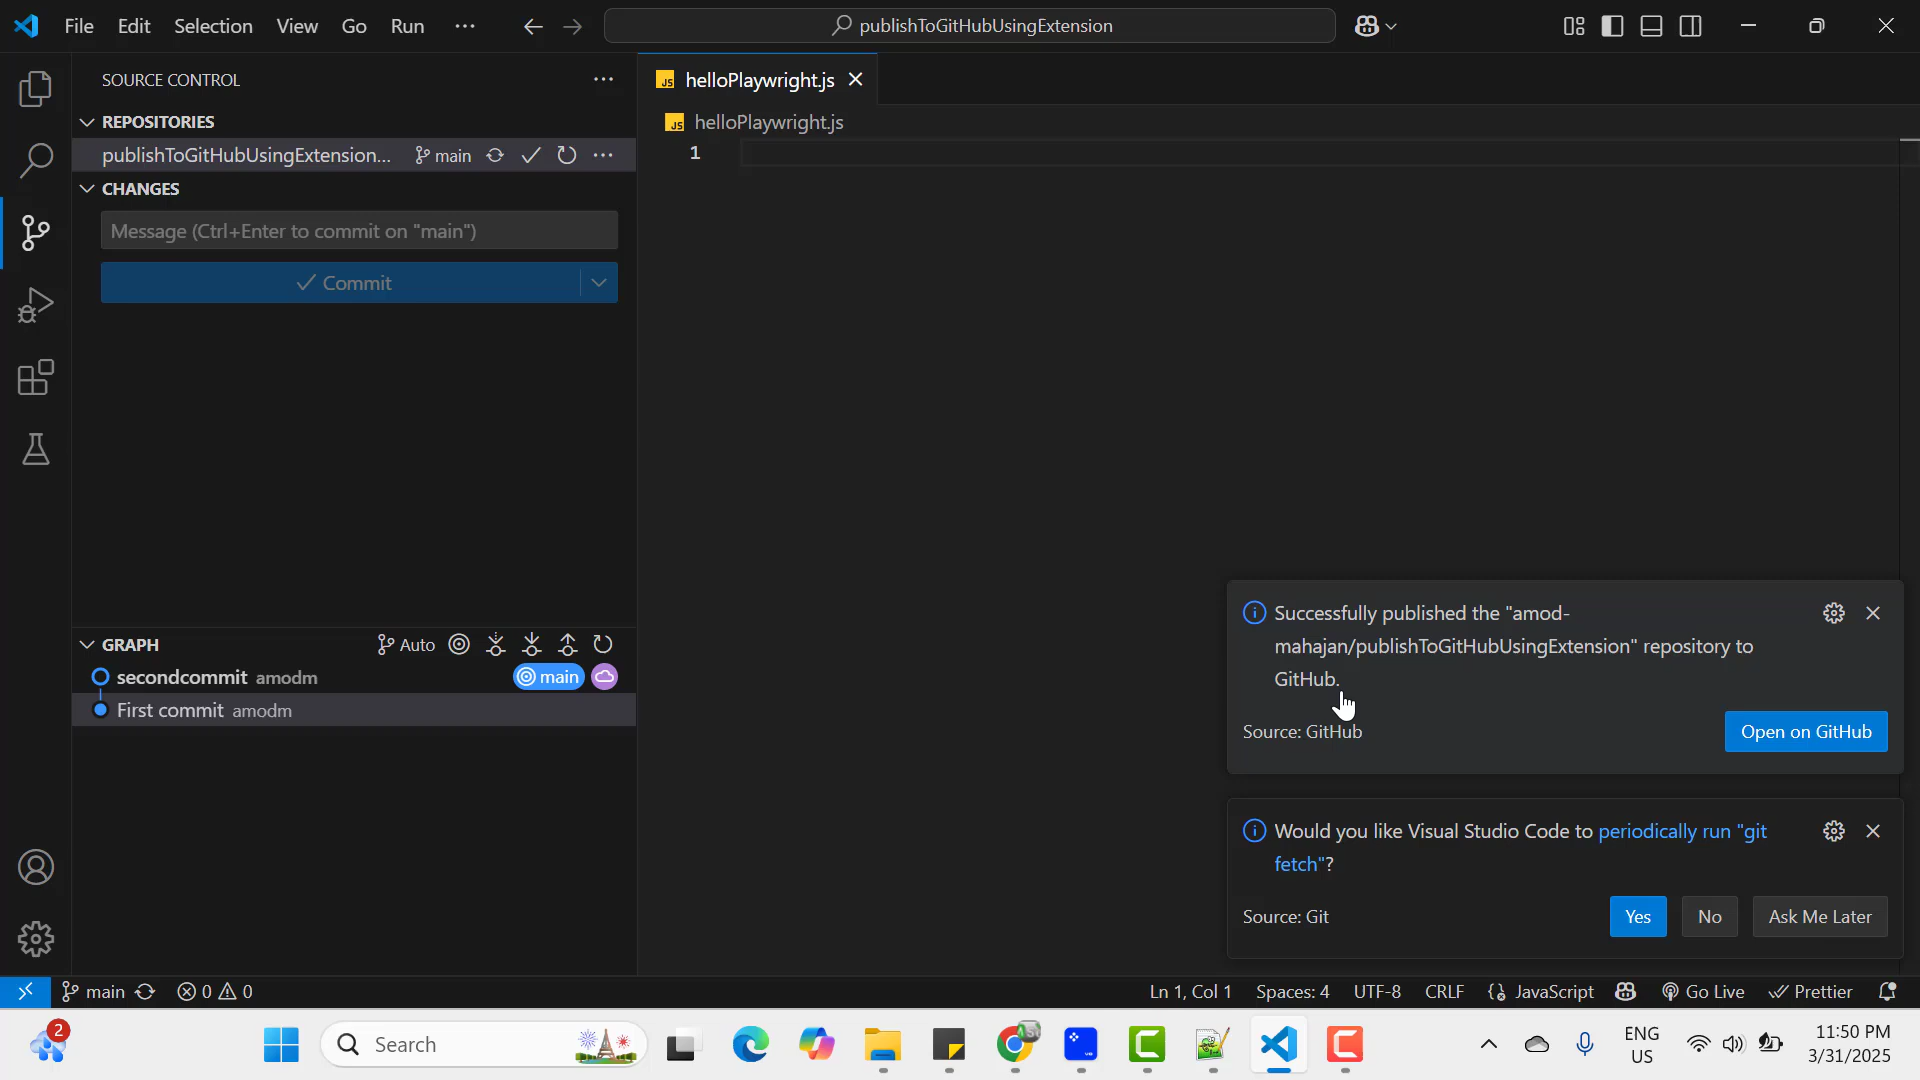 File Edit Selection View Go Run ···
publishToGitHubUsingExtension
SOURCE CONTROL
REPOSITORIES
publishToGitHubUsingExtension... main
CHANGES
Message (Ctrl+Enter to commit on "main")
Commit
helloPlaywright.js
JS helloPlaywright.js
1
GRAPH
Auto
secondcommit amodm main
First commit amodm
Successfully published the "amod-
mahajan/publishToGitHubUsingExtension" repository to
GitHub.
Source: GitHub
Open on GitHub
Would you like Visual Studio Code to periodically run "git
fetch"?
Source: Git
Yes No Ask Me Later
main 0 0
Ln 1, Col 1 Spaces: 4 UTF-8 CRLF JavaScript Go Live Prettier
2
Search
ENG
US
11:50 PM
3/31/2025